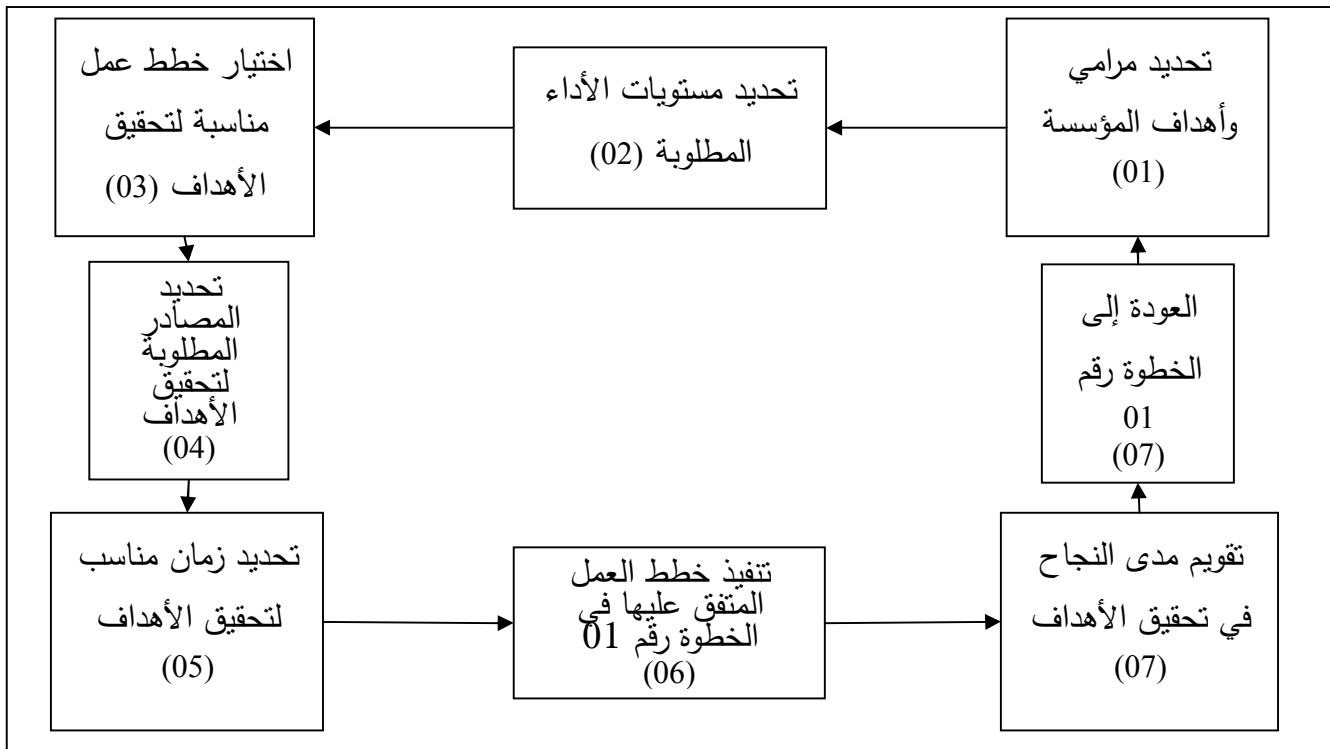 تحديد مرامي
وأهداف المؤسسة
(01)
تحديد مستويات الأداء
المطلوبة (02)
اختيار خطط عمل
مناسبة لتحقيق
الأهداف (03)
تحديد
المصادر
المطلوبة
لتحقيق
الأهداف
(04)
تحديد زمان مناسب
لتحقيق الأهداف
(05)
تنفيذ خطط العمل
المتفق عليها في
الخطوة رقم 01
(06)
تقويم مدى النجاح
في تحقيق الأهداف
(07)
العودة إلى
الخطوة رقم
01
(07)